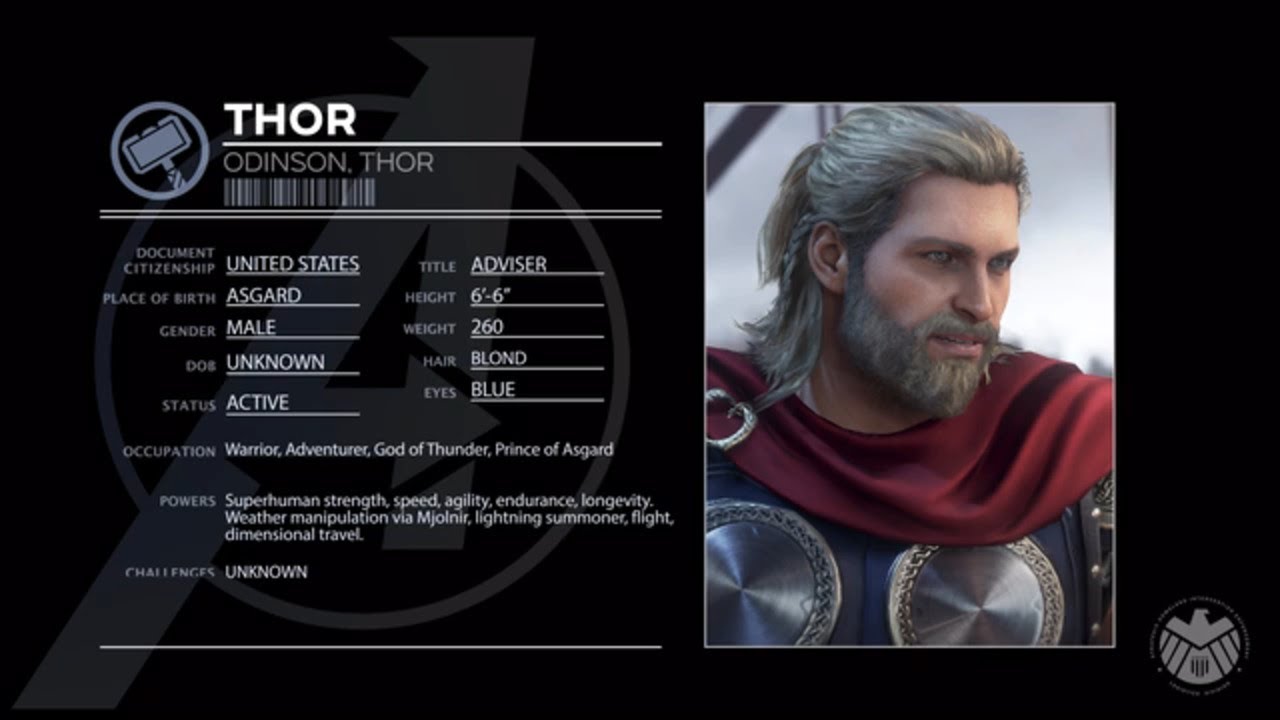 THOR
ODINSON, THOR
DOCUMENT
CITIZENSHIP UNITED STATES
TITLE ADVISER
PLACE OF BIRTH ASGARD
HEIGHT 6'-6"
GENDER MALE
WEIGHT 260
DOB UNKNOWN
HAIR BLOND
STATUS ACTIVE
EYES BLUE
OCCUPATION Warrior, Adventurer, God of Thunder, Prince of Asgard
POWERS Superhuman strength, speed, agility, endurance, longevity.
Weather manipulation via Mjolnir, lightning summoner, flight,
dimensional travel.
CHALLENGES UNKNOWN